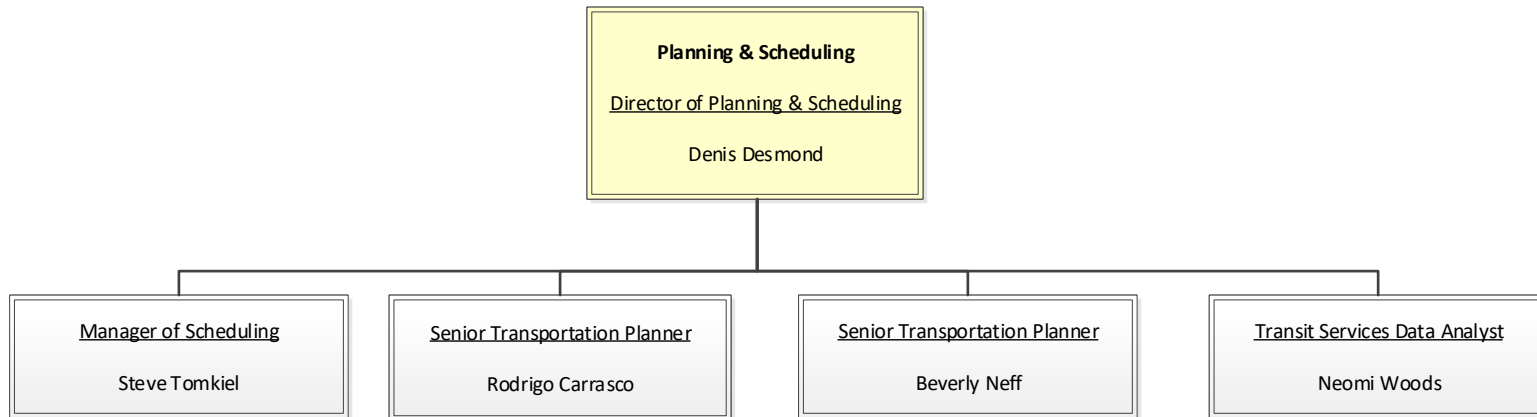 Planning & Scheduling
Director of Planning & Scheduling
Denis Desmond
Manager of Scheduling
Steve Tomkiel
Senior Transportation Planner
Rodrigo Carrasco
Senior Transportation Planner
Beverly Neff
Transit Services Data Analyst
Neomi Woods